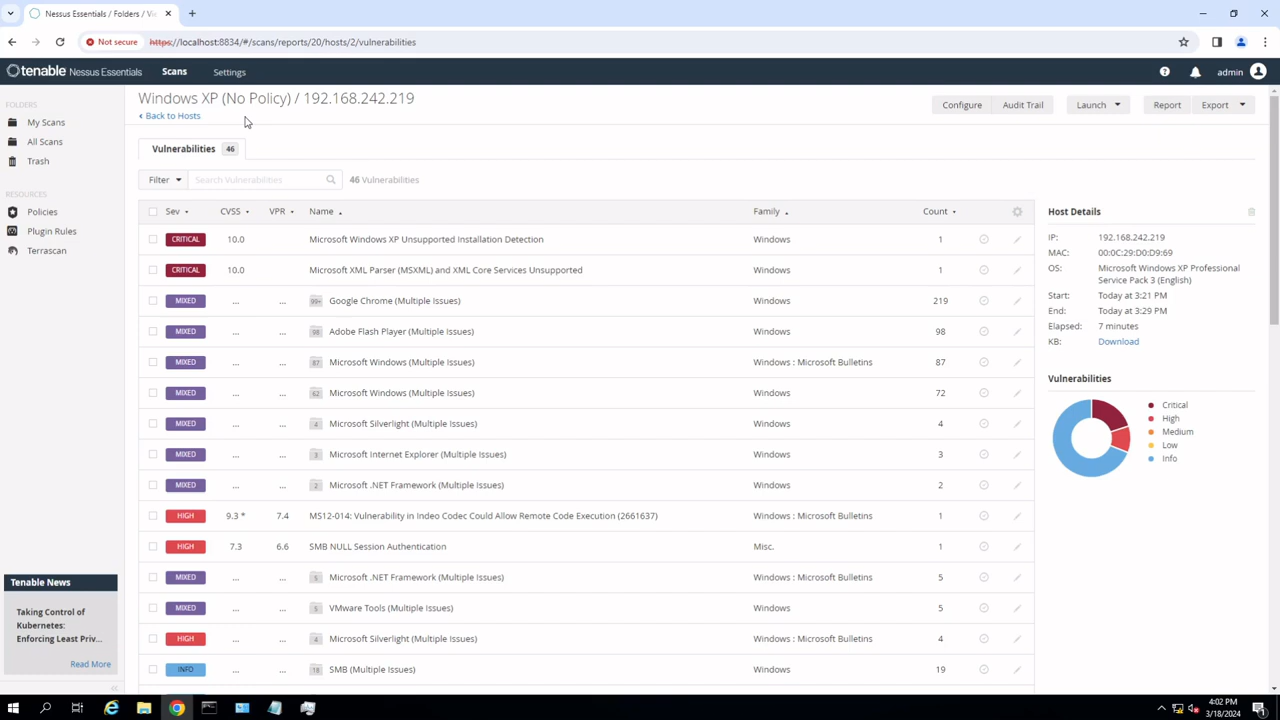 Nessus Essentials / Folders / Vie
Not secure https://localhost:8834/#/scans/reports/20/hosts/2/vulnerabilities
tenable Nessus Essentials Scans Settings admin
FOLDERS
My Scans
All Scans
Trash
RESOURCES
Policies
Plugin Rules
Terrascan
Tenable News
Taking Control of
Kubernetes:
Enforcing Least Priv...
Read More
Windows XP (No Policy) / 192.168.242.219
Back to Hosts
Configure Audit Trail Launch Report Export
Vulnerabilities 46
Filter Search Vulnerabilities 46 Vulnerabilities
Sev CVSS VPR Name Family Count
CRITICAL 10.0 Microsoft Windows XP Unsupported Installation Detection Windows 1
CRITICAL 10.0 Microsoft XML Parser (MSXML) and XML Core Services Unsupported Windows 1
MIXED ... ... 99+ Google Chrome (Multiple Issues) Windows 219
MIXED ... ... 98 Adobe Flash Player (Multiple Issues) Windows 98
MIXED ... ... 87 Microsoft Windows (Multiple Issues) Windows : Microsoft Bulletins 87
MIXED ... ... 62 Microsoft Windows (Multiple Issues) Windows 72
MIXED ... ... 4 Microsoft Silverlight (Multiple Issues) Windows 4
MIXED ... ... 3 Microsoft Internet Explorer (Multiple Issues) Windows 3
MIXED ... ... 2 Microsoft .NET Framework (Multiple Issues) Windows 2
HIGH 9.3 * 7.4 MS12-014: Vulnerability in Indeo Codec Could Allow Remote Code Execution (2661637) Windows : Microsoft Bulletins 1
HIGH 7.3 6.6 SMB NULL Session Authentication Misc. 1
MIXED ... ... 5 Microsoft .NET Framework (Multiple Issues) Windows : Microsoft Bulletins 5
MIXED ... ... 5 VMware Tools (Multiple Issues) Windows 5
HIGH ... ... 4 Microsoft Silverlight (Multiple Issues) Windows : Microsoft Bulletins 4
INFO ... ... 18 SMB (Multiple Issues) Windows 19
Host Details
IP: 192.168.242.219
MAC: 00:0C:29:D0:D9:69
OS: Microsoft Windows XP Professional
Service Pack 3 (English)
Start: Today at 3:21 PM
End: Today at 3:29 PM
Elapsed: 7 minutes
KB: Download
Vulnerabilities
Critical
High
Medium
Low
Info
4:02 PM
3/18/2024
1